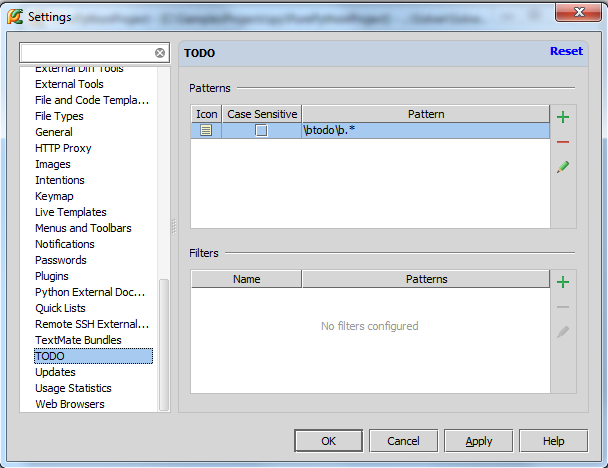 Settings
TODO
Reset
External Diff Tools
External Tools
File and Code Templa...
File Types
General
HTTP Proxy
Images
Intentions
Keymap
Live Templates
Menus and Toolbars
Notifications
Passwords
Plugins
Python External Doc...
Quick Lists
Remote SSH External...
TextMate Bundles
TODO
Updates
Usage Statistics
Web Browsers
Patterns
Icon Case Sensitive Pattern
\btodo\b.*
Filters
Name Patterns
No filters configured
OK Cancel Apply Help